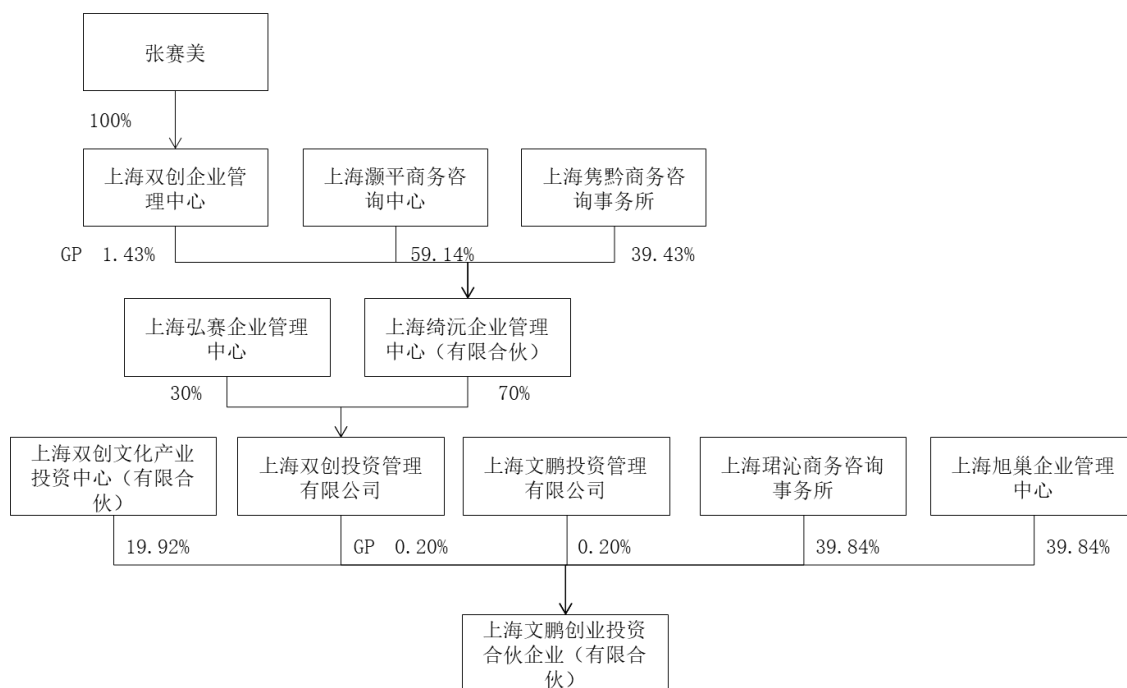 张赛美
100%
上海双创企业管
理中心
上海灏平商务咨
询中心
上海隽黔商务咨
询事务所
GP 1.43%
59.14%
39.43%
上海弘赛企业管理
中心
上海绮沅企业管理
中心（有限合伙）
30%
70%
上海双创文化产业
投资中心（有限合
伙）
上海双创投资管理
有限公司
上海文鹏投资管理
有限公司
上海珺沁商务咨询
事务所
上海旭巢企业管理
中心
19.92%
GP 0.20%
0.20%
39.84%
39.84%
上海文鹏创业投资
合伙企业（有限合
伙）